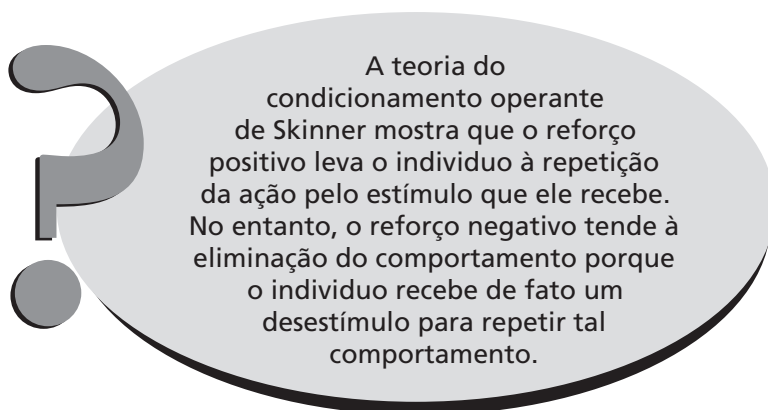 ?
A teoria do
condicionamento operante
de Skinner mostra que o reforço
positivo leva o individuo à repetição
da ação pelo estímulo que ele recebe.
No entanto, o reforço negativo tende à
eliminação do comportamento porque
o individuo recebe de fato um
desestímulo para repetir tal
comportamento.